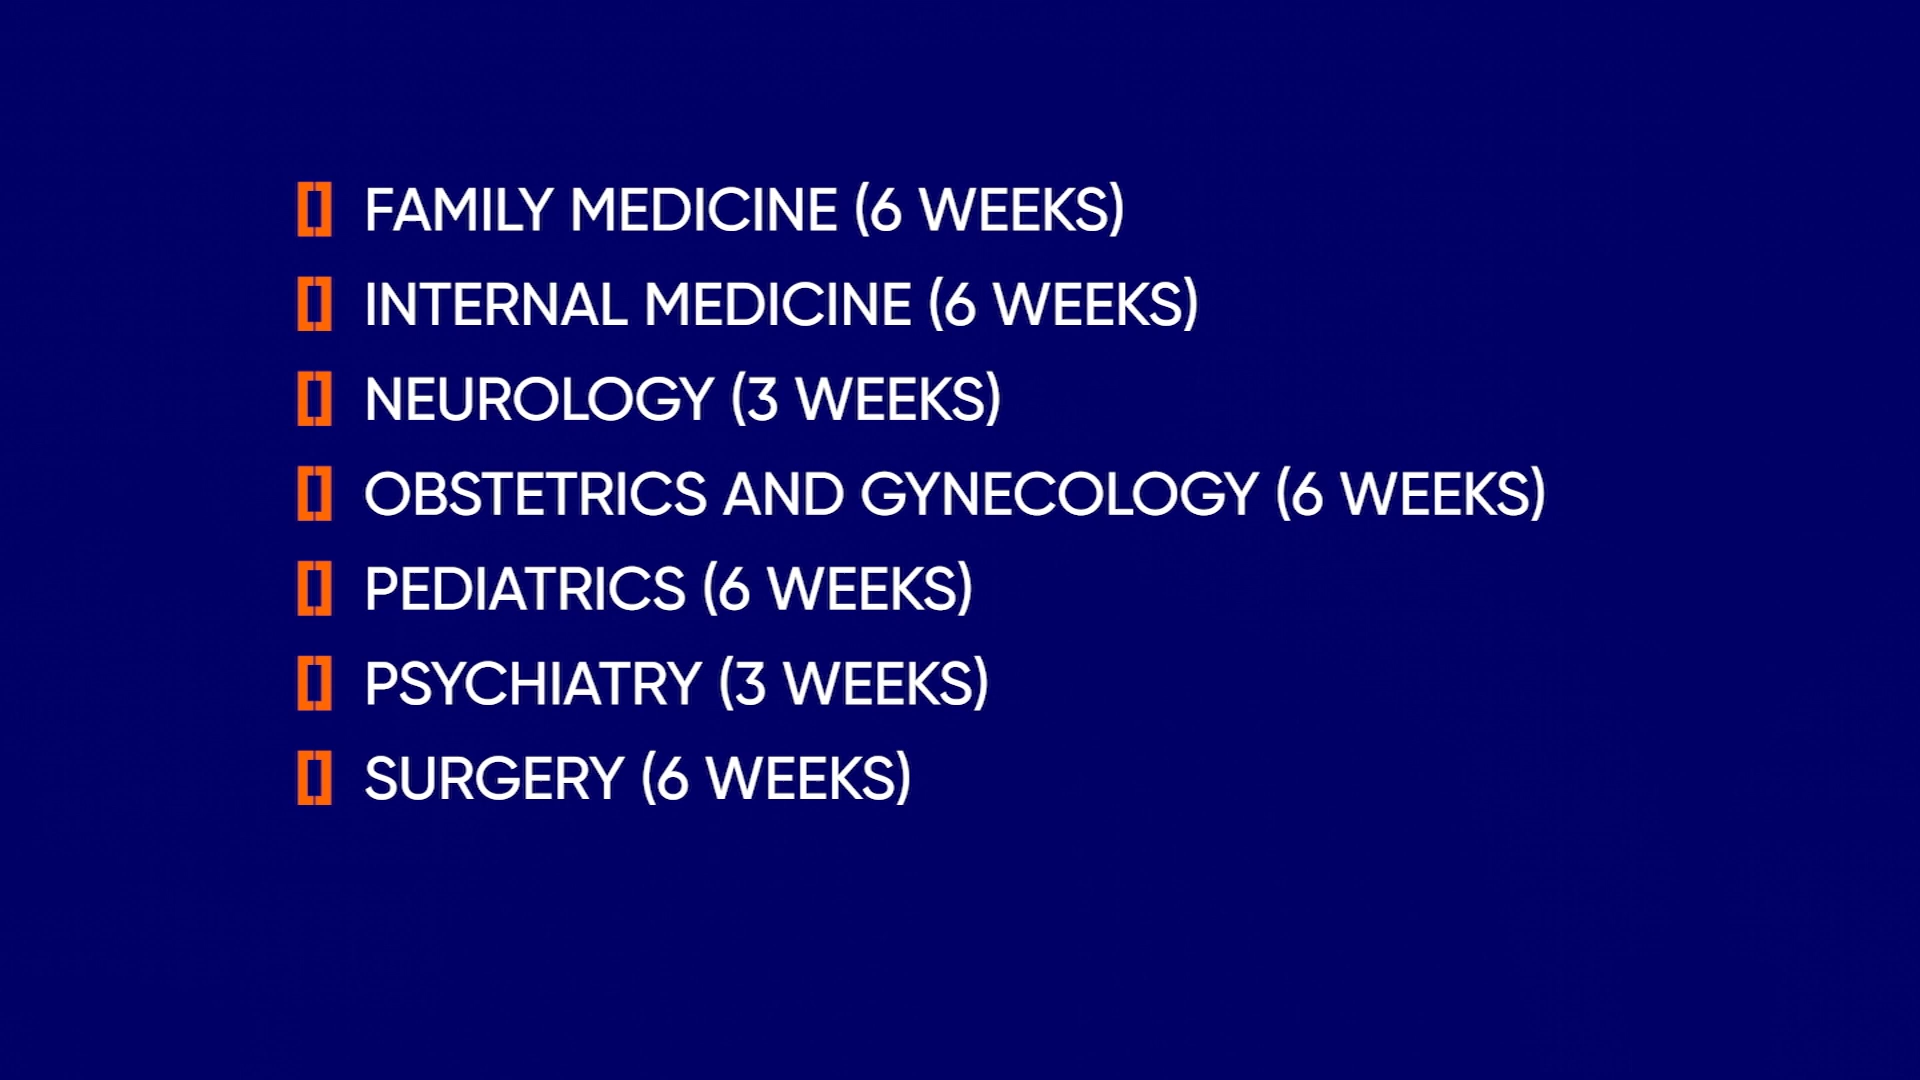 FAMILY MEDICINE (6 WEEKS)
INTERNAL MEDICINE (6 WEEKS)
NEUROLOGY (3 WEEKS)
OBSTETRICS AND GYNECOLOGY (6 WEEKS)
PEDIATRICS (6 WEEKS)
PSYCHIATRY (3 WEEKS)
SURGERY (6 WEEKS)